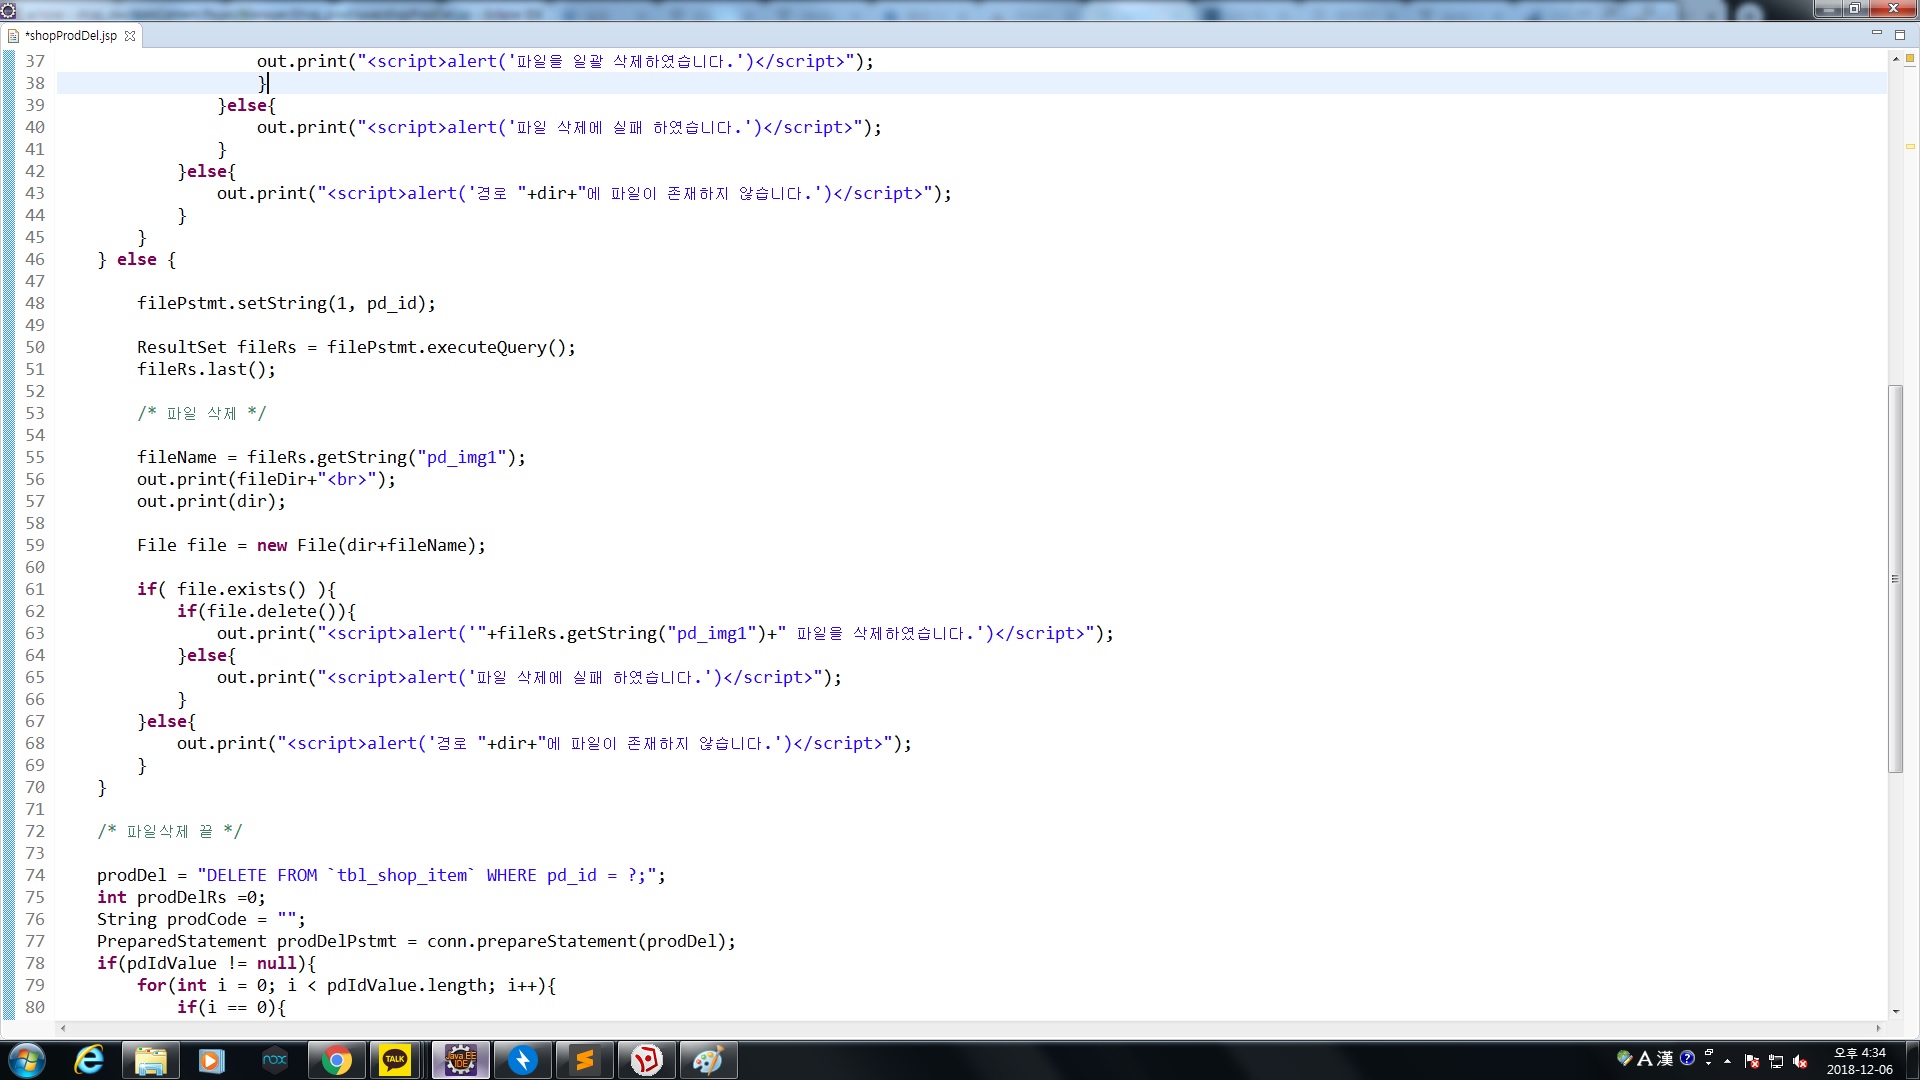 *shopProdDel.jsp
37 out.print("<script>alert('파일을 일괄 삭제하였습니다.')</script>");
38 }
39 }else{
40 out.print("<script>alert('파일 삭제에 실패 하였습니다.')</script>");
41 }
42 }else{
43 out.print("<script>alert('경로 "+dir+"에 파일이 존재하지 않습니다.')</script>");
44 }
45 }
46 } else {
47
48 filePstmt.setString(1, pd_id);
49
50 ResultSet fileRs = filePstmt.executeQuery();
51 fileRs.last();
52
53 /* 파일 삭제 */
54
55 fileName = fileRs.getString("pd_img1");
56 out.print(fileDir+"<br>");
57 out.print(dir);
58
59 File file = new File(dir+fileName);
60
61 if( file.exists() ){
62 if(file.delete()){
63 out.print("<script>alert('"+fileRs.getString("pd_img1")+" 파일을 삭제하였습니다.')</script>");
64 }else{
65 out.print("<script>alert('파일 삭제에 실패 하였습니다.')</script>");
66 }
67 }else{
68 out.print("<script>alert('경로 "+dir+"에 파일이 존재하지 않습니다.')</script>");
69 }
70 }
71
72 /* 파일삭제 끝 */
73
74 prodDel = "DELETE FROM `tbl_shop_item` WHERE pd_id = ?;";
75 int prodDelRs =0;
76 String prodCode = "";
77 PreparedStatement prodDelPstmt = conn.prepareStatement(prodDel);
78 if(pdIdValue != null){
79 for(int i = 0; i < pdIdValue.length; i++){
80 if(i == 0){
nox
TALK
Java EE
IDE
A 漢
오후 4:34
2018-12-06